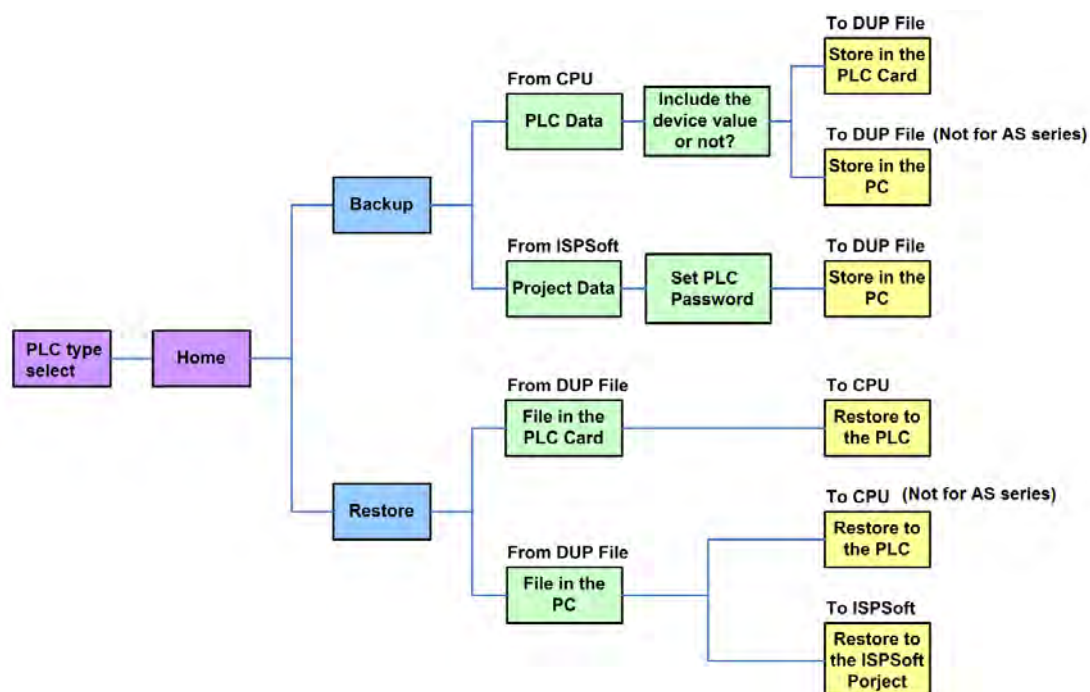 To DUP File
Store in the
PLC Card
From CPU
PLC Data
Include the
device value
or not?
To DUP File (Not for AS series)
Store in the
PC
Backup
From ISPSoft
Project Data
Set PLC
Password
To DUP File
Store in the
PC
PLC type
select
Home
From DUP File
File in the
PLC Card
To CPU
Restore to
the PLC
Restore
To CPU (Not for AS series)
Restore to
the PLC
From DUP File
File in the
PC
To ISPSoft
Restore to
the ISPSoft
Porject